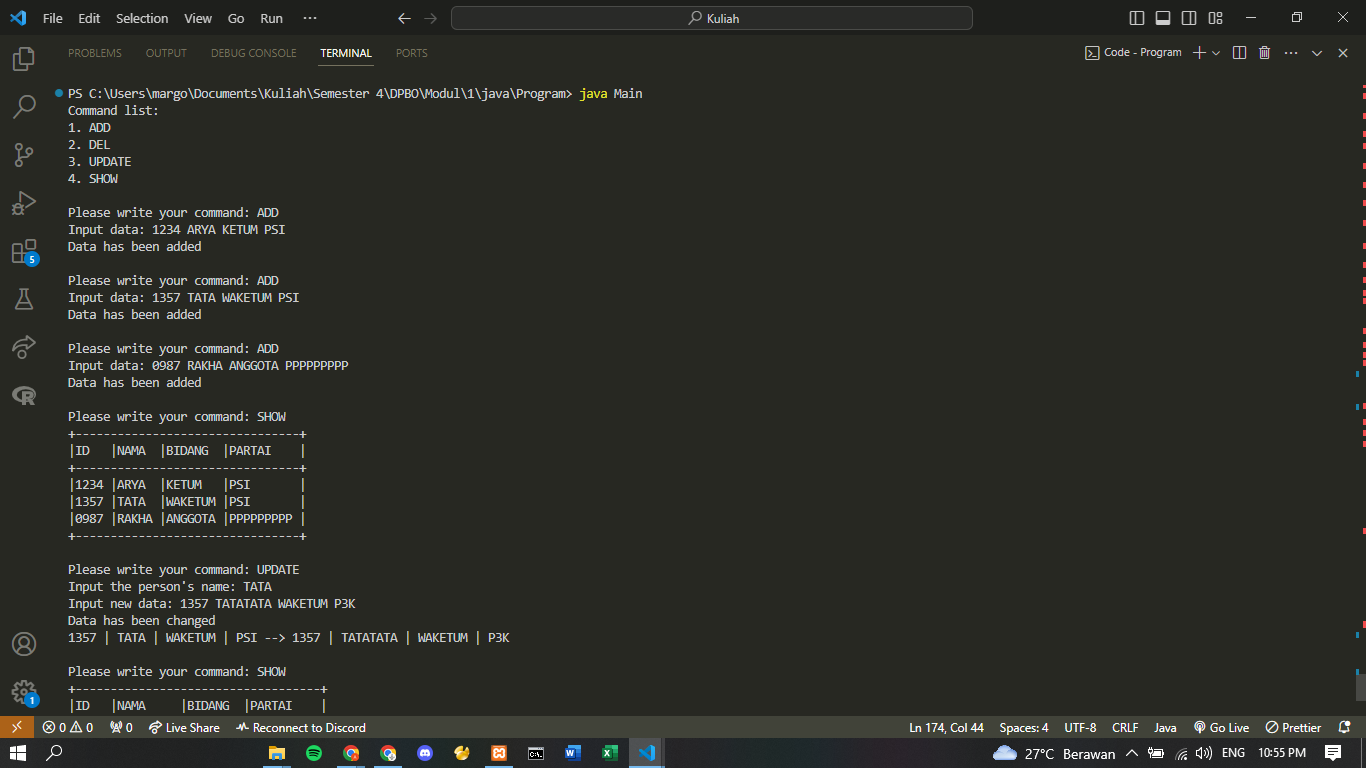 File Edit Selection View Go Run ··· Kuliah
PROBLEMS OUTPUT DEBUG CONSOLE TERMINAL PORTS Code - Program
PS C:\Users\margo\Documents\Kuliah\Semester 4\DPBO\Modul\1\java\Program> java Main
Command list:
1. ADD
2. DEL
3. UPDATE
4. SHOW
Please write your command: ADD
Input data: 1234 ARYA KETUM PSI
Data has been added
Please write your command: ADD
Input data: 1357 TATA WAKETUM PSI
Data has been added
Please write your command: ADD
Input data: 0987 RAKHA ANGGOTA PPPPPPPPP
Data has been added
Please write your command: SHOW
+--------------------------------+
|ID   |NAMA  |BIDANG  |PARTAI    |
+--------------------------------+
|1234 |ARYA  |KETUM   |PSI       |
|1357 |TATA  |WAKETUM |PSI       |
|0987 |RAKHA |ANGGOTA |PPPPPPPPP |
+--------------------------------+
Please write your command: UPDATE
Input the person's name: TATA
Input new data: 1357 TATATATA WAKETUM P3K
Data has been changed
1357 | TATA | WAKETUM | PSI --> 1357 | TATATATA | WAKETUM | P3K
Please write your command: SHOW
+-----------------------------------+
|ID   |NAMA     |BIDANG  |PARTAI    |
5
1
0 0 0 Live Share Reconnect to Discord Ln 174, Col 44 Spaces: 4 UTF-8 CRLF Java Go Live Prettier
27°C Berawan ENG 10:55 PM